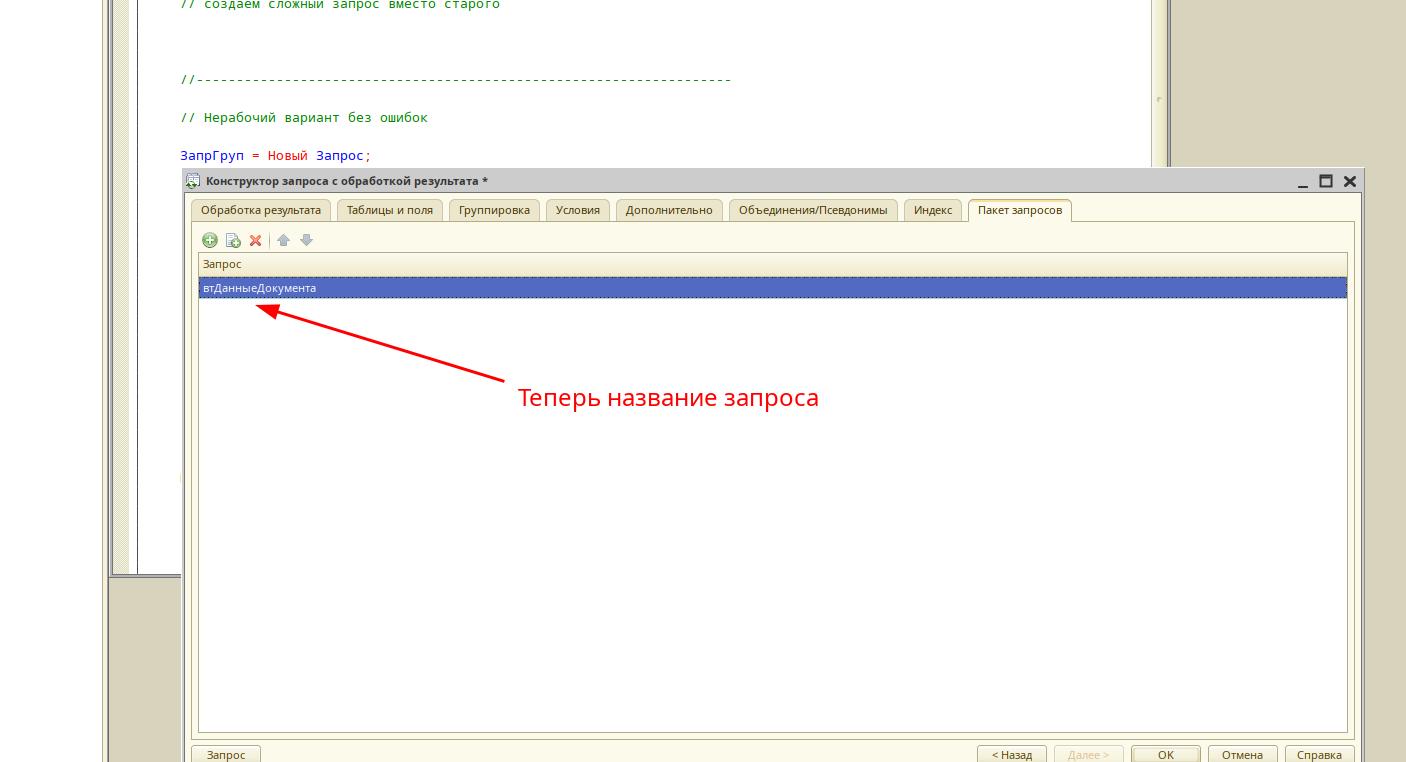 // создаем сложный запрос вместо старого
//-------------------------------------------------------------------
// Нерабочий вариант без ошибок
ЗапрГруп = Новый Запрос;
Конструктор запроса с обработкой результата *
Обработка результата Таблицы и поля Группировка Условия Дополнительно Объединения/Псевдонимы Индекс Пакет запросов
Запрос
втДанныеДокумента
Теперь название запроса
Запрос < Назад Далее > OK Отмена Справка